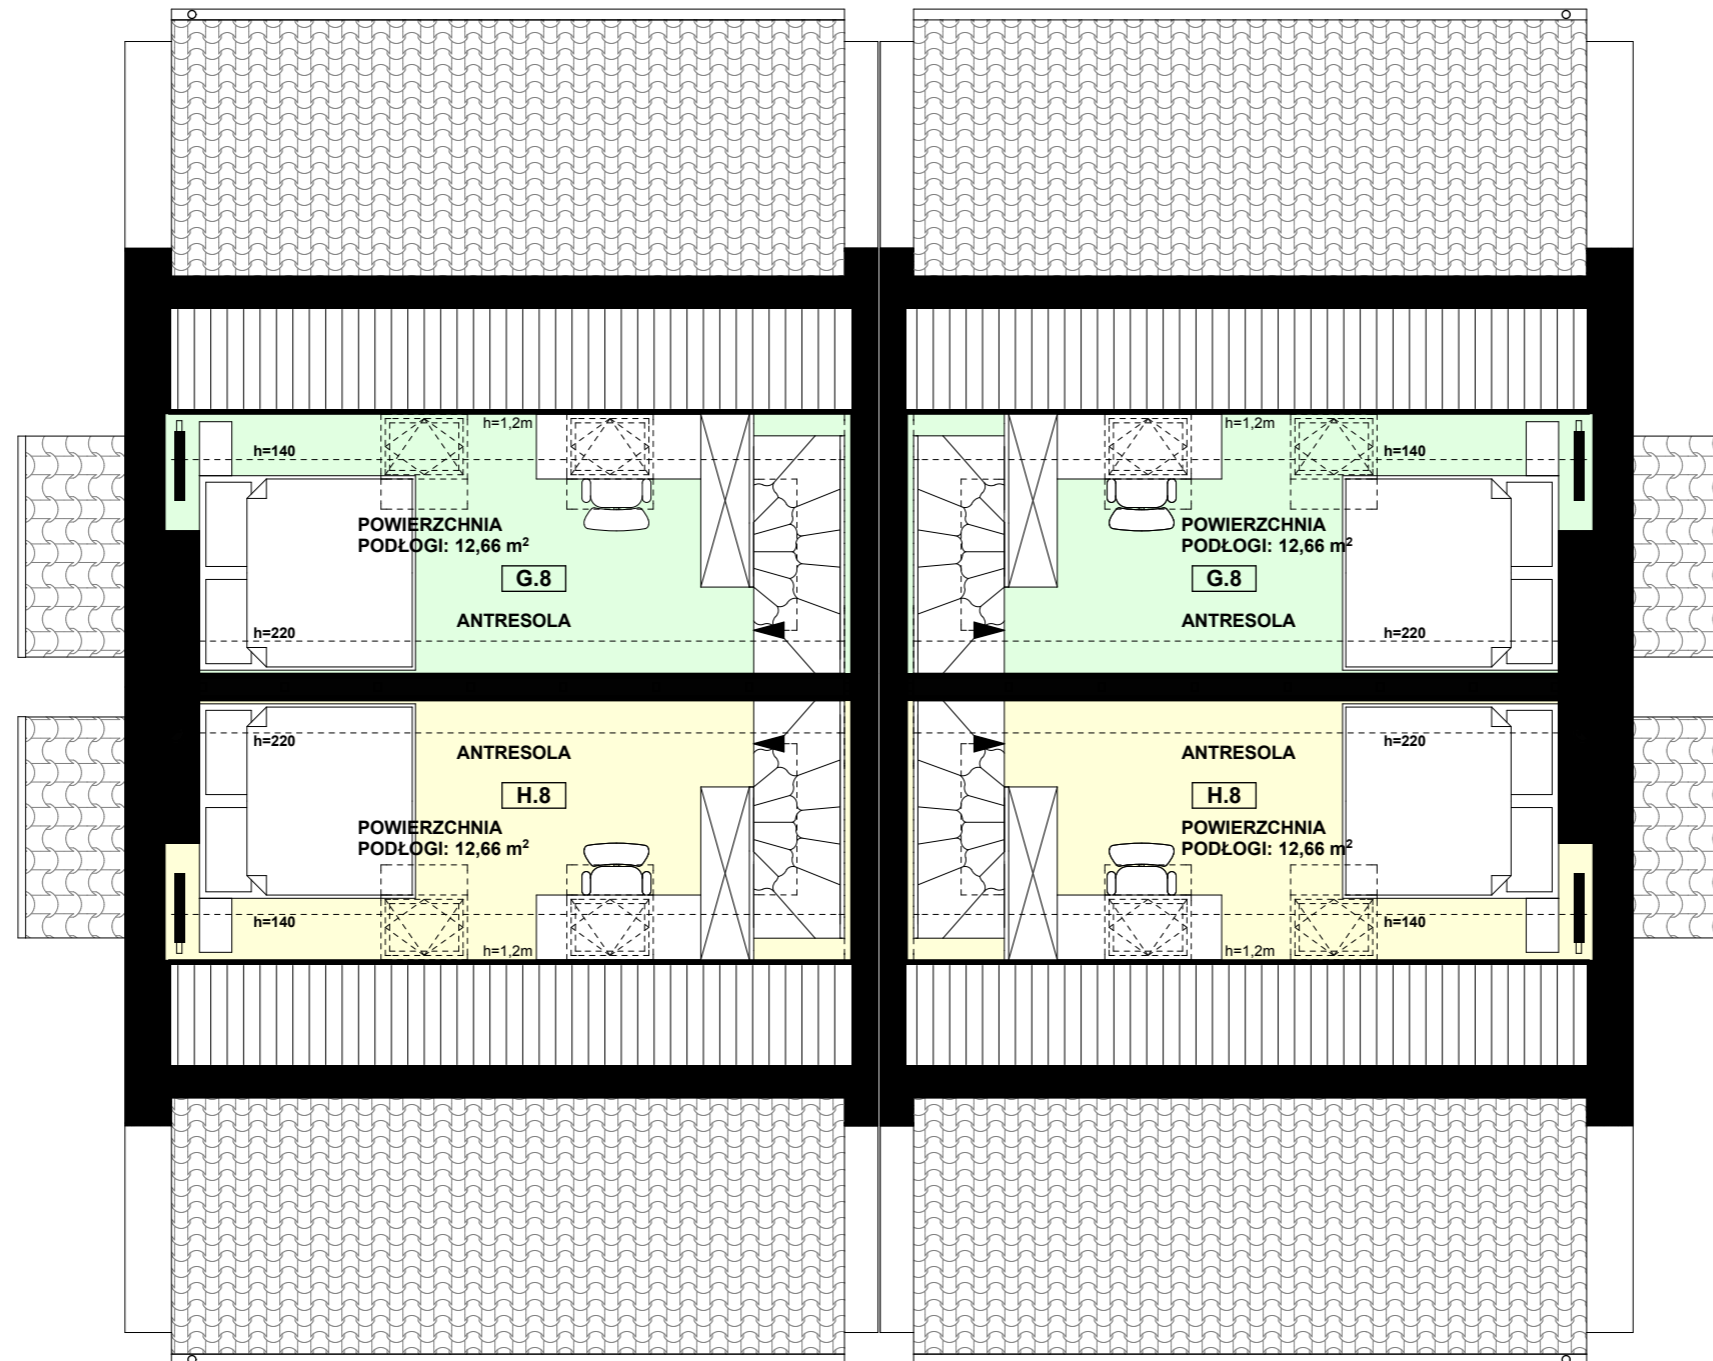 h=1,2m
h=140
POWIERZCHNIA
PODŁOGI: 12,66 m²
G.8
ANTRESOLA
h=220
h=1,2m
h=140
POWIERZCHNIA
PODŁOGI: 12,66 m²
G.8
ANTRESOLA
h=220
h=220
ANTRESOLA
H.8
POWIERZCHNIA
PODŁOGI: 12,66 m²
h=140
h=1,2m
h=220
ANTRESOLA
H.8
POWIERZCHNIA
PODŁOGI: 12,66 m²
h=140
h=1,2m